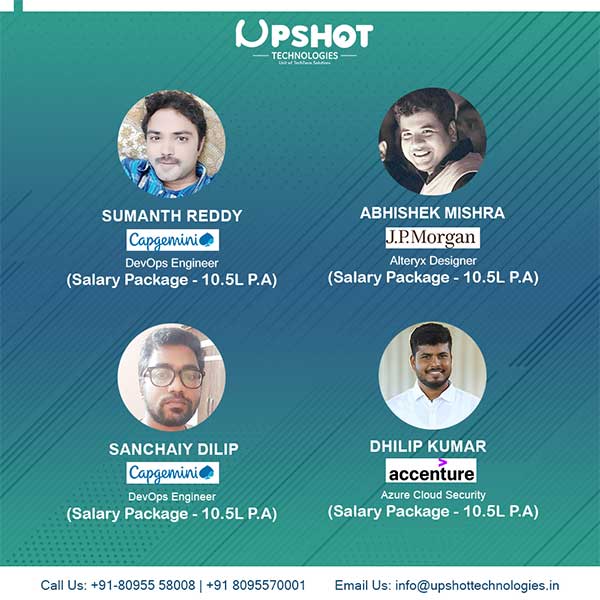 UPSHOT
TECHNOLOGIES
Unit of TechZarm Solutions
SUMANTH REDDY
Capgemini
DevOps Engineer
(Salary Package - 10.5L P.A)
ABHISHEK MISHRA
J.P.Morgan
Alteryx Designer
(Salary Package - 10.5L P.A)
SANCHAIY DILIP
Capgemini
DevOps Engineer
(Salary Package - 10.5L P.A)
DHILIP KUMAR
accenture
Azure Cloud Security
(Salary Package - 10.5L P.A)
Call Us: +91-80955 58008 | +91 8095570001 Email Us: info@upshottechnologies.in